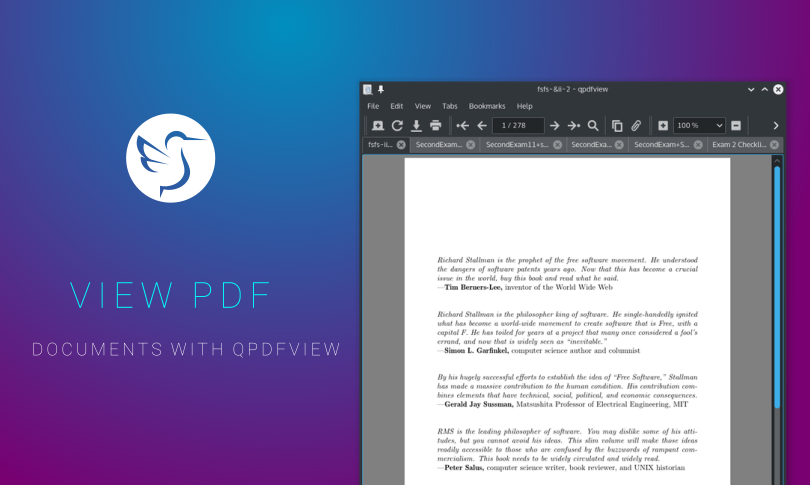 VIEW PDF
DOCUMENTS WITH QPDFVIEW
fsfs-&ii-2 - qpdfview
File Edit View Tabs Bookmarks Help
1 / 278
100 %
fsfs-ii... SecondExam... SecondExam11+s... SecondExa... SecondExam+S... Exam 2 Checkli...
Richard Stallman is the prophet of the free software movement. He understood
the dangers of software patents years ago. Now that this has become a crucial
issue in the world, buy this book and read what he said.
—Tim Berners-Lee, inventor of the World Wide Web
Richard Stallman is the philosopher king of software. He single-handedly ignited
what has become a world-wide movement to create software that is Free, with a
capital F. He has toiled for years at a project that many once considered a fool's
errand, and now that is widely seen as “inevitable.”
—Simon L. Garfinkel, computer science author and columnist
By his hugely successful efforts to establish the idea of “Free Software,” Stallman
has made a massive contribution to the human condition. His contribution com-
bines elements that have technical, social, political, and economic consequences.
—Gerald Jay Sussman, Matsushita Professor of Electrical Engineering, MIT
RMS is the leading philosopher of software. You may dislike some of his atti-
tudes, but you cannot avoid his ideas. This slim volume will make those ideas
readily accessible to those who are confused by the buzzwords of rampant com-
mercialism. This book needs to be widely circulated and widely read.
—Peter Salus, computer science writer, book reviewer, and UNIX historian